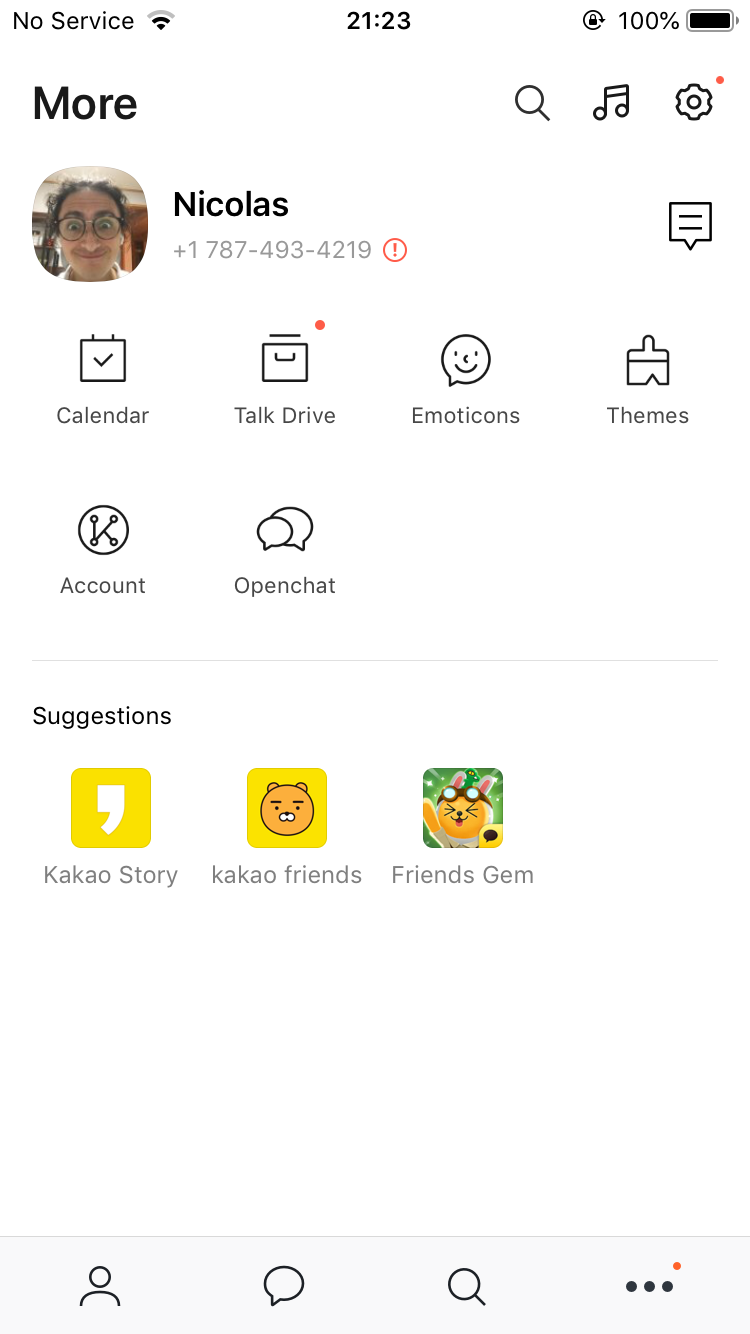 No Service 21:23 100%
More
Nicolas
+1 787-493-4219
Calendar Talk Drive Emoticons Themes
Account Openchat
Suggestions
Kakao Story kakao friends Friends Gem